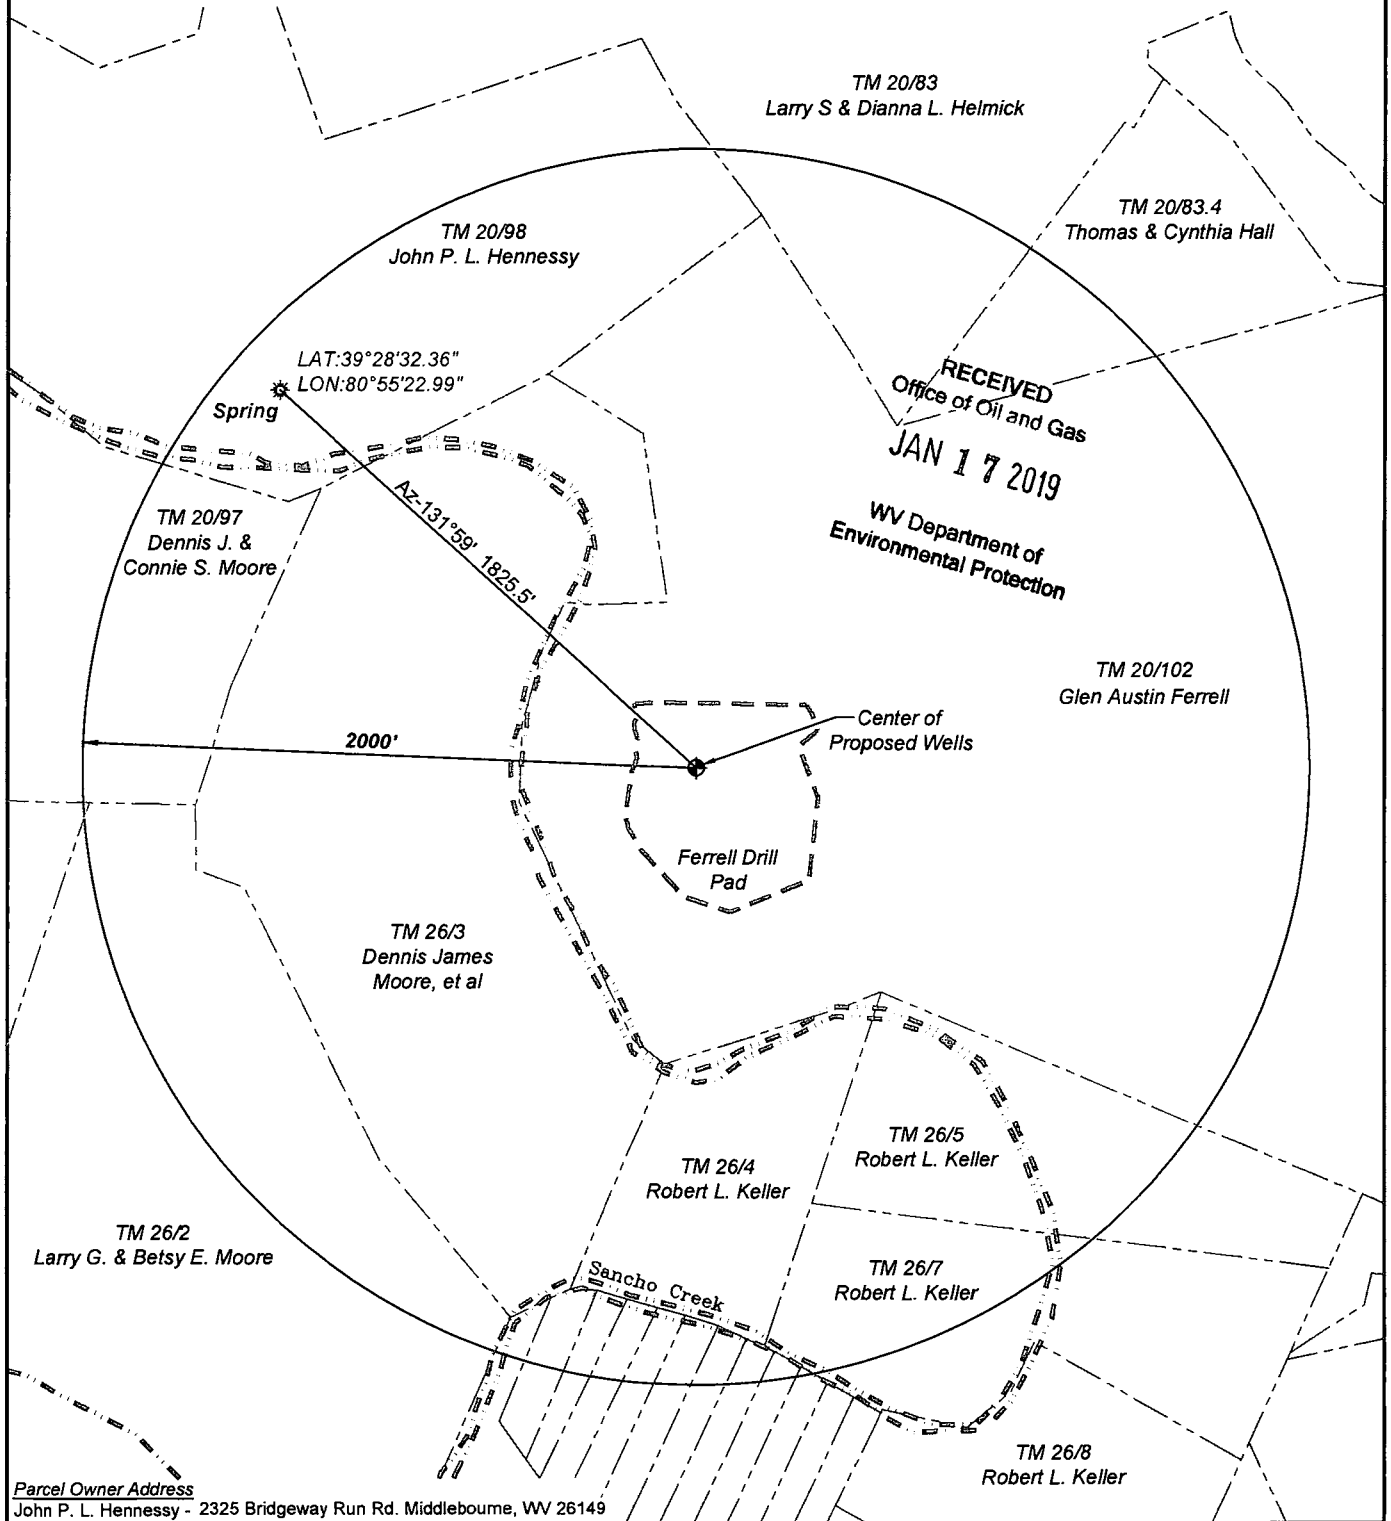 TM 20/83
Larry S & Dianna L. Helmick
TM 20/83.4
Thomas & Cynthia Hall
TM 20/98
John P. L. Hennessy
LAT:39°28'32.36"
LON:80°55'22.99"
Spring
RECEIVED
Office of Oil and Gas
JAN 17 2019
WV Department of
Environmental Protection
Az-131°59' 1825.5'
TM 20/97
Dennis J. &
Connie S. Moore
TM 20/102
Glen Austin Ferrell
Center of
Proposed Wells
2000'
Ferrell Drill
Pad
TM 26/3
Dennis James
Moore, et al
TM 26/5
Robert L. Keller
TM 26/4
Robert L. Keller
TM 26/2
Larry G. & Betsy E. Moore
TM 26/7
Robert L. Keller
Sancho Creek
TM 26/8
Robert L. Keller
Parcel Owner Address
John P. L. Hennessy - 2325 Bridgeway Run Rd. Middlebourne, WV 26149